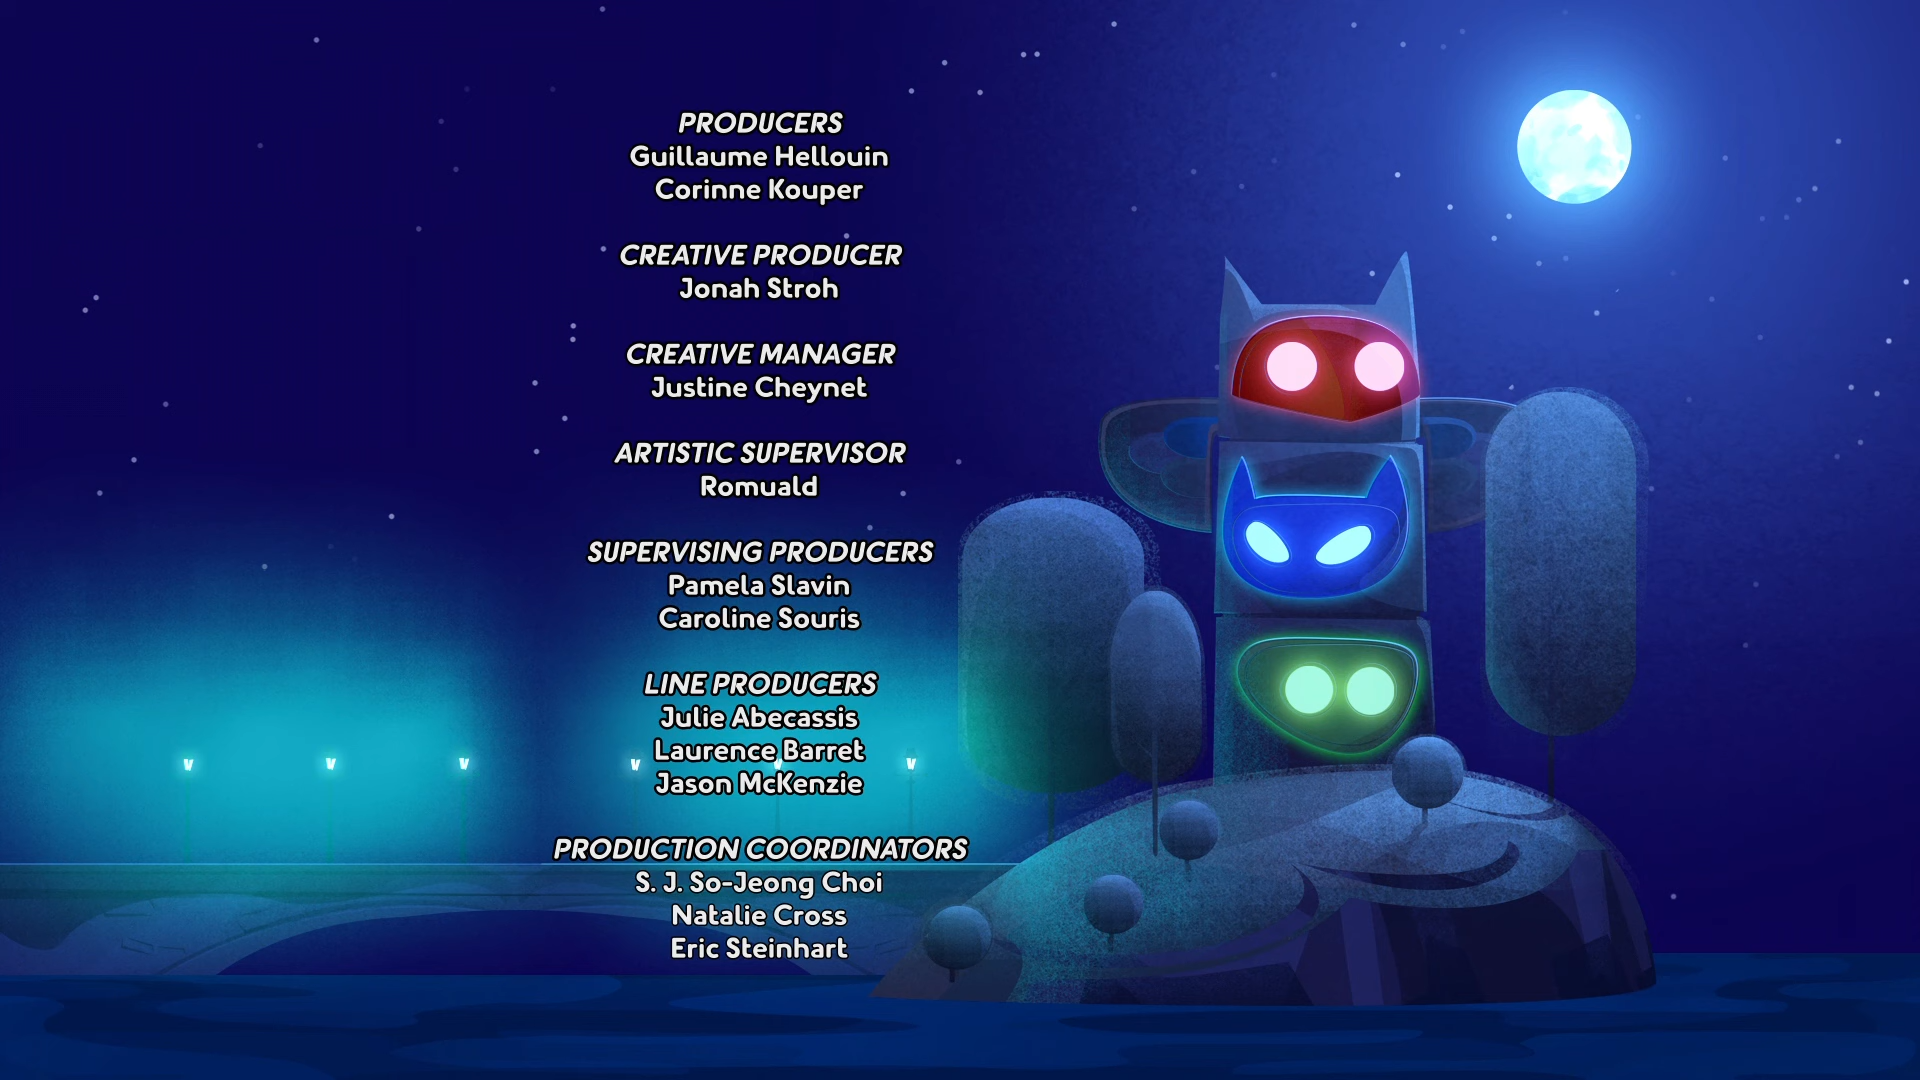 PRODUCERS
Guillaume Hellouin
Corinne Kouper
CREATIVE PRODUCER
Jonah Stroh
CREATIVE MANAGER
Justine Cheynet
ARTISTIC SUPERVISOR
Romuald
SUPERVISING PRODUCERS
Pamela Slavin
Caroline Souris
LINE PRODUCERS
Julie Abecassis
Laurence Barret
Jason McKenzie
PRODUCTION COORDINATORS
S. J. So-Jeong Choi
Natalie Cross
Eric Steinhart